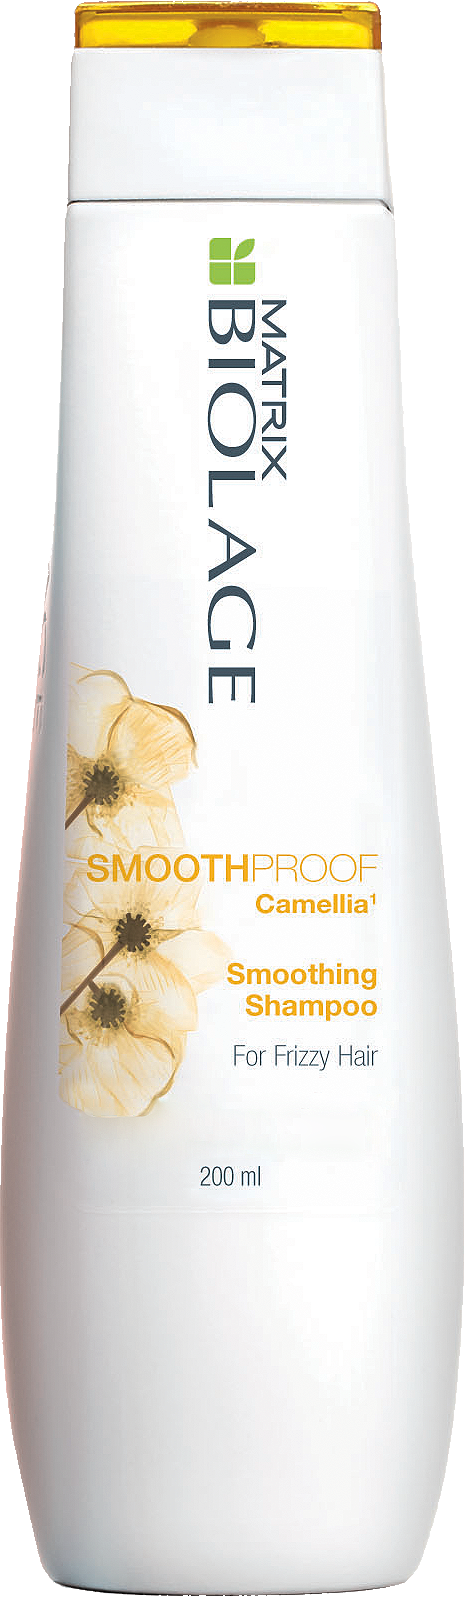 MATRIX
BIOLAGE
SMOOTHPROOF
Camellia¹
Smoothing
Shampoo
For Frizzy Hair
200 ml